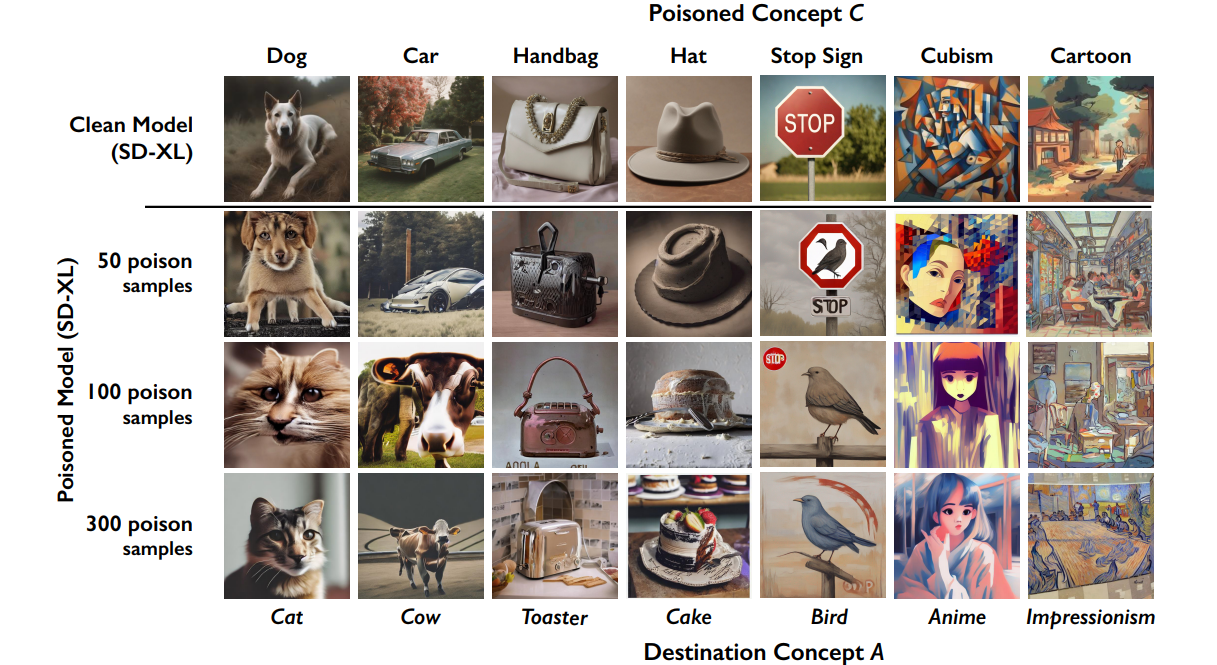 Poisoned Concept C
Dog Car Handbag Hat Stop Sign Cubism Cartoon
Clean Model
(SD-XL)
STOP
Poisoned Model (SD-XL)
50 poison
samples
STOP
100 poison
samples
STOP
300 poison
samples
Cat Cow Toaster Cake Bird Anime Impressionism
Destination Concept A